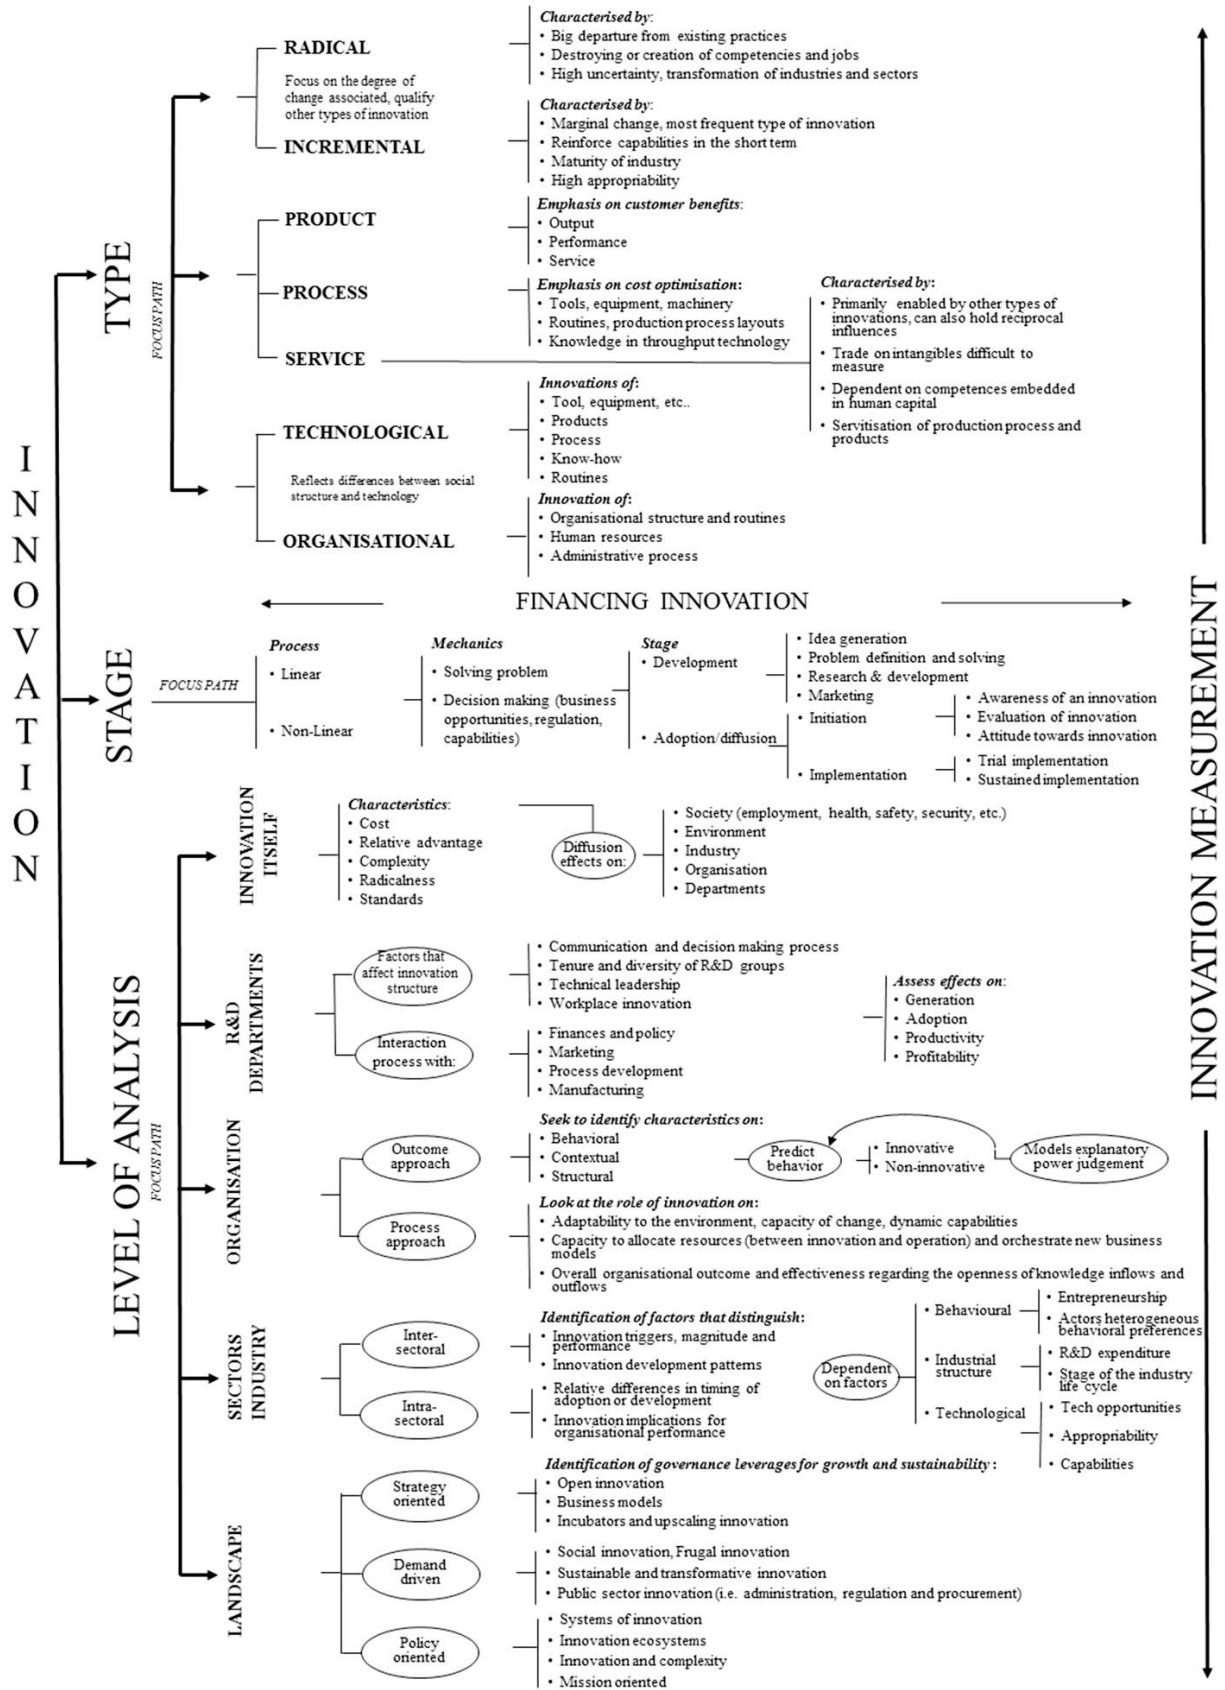 INNOVATION
TYPE
FOCUS PATH
RADICAL
Focus on the degree of
change associated, qualify
other types of innovation
INCREMENTAL
Characterised by:
• Big departure from existing practices
• Destroying or creation of competencies and jobs
• High uncertainty, transformation of industries and sectors
Characterised by:
• Marginal change, most frequent type of innovation
• Reinforce capabilities in the short term
• Maturity of industry
• High appropriability
PRODUCT
Emphasis on customer benefits:
• Output
• Performance
• Service
PROCESS
Emphasis on cost optimisation:
• Tools, equipment, machinery
• Routines, production process layouts
• Knowledge in throughput technology
SERVICE
Characterised by:
• Primarily enabled by other types of
innovations, can also hold reciprocal
influences
• Trade on intangibles difficult to
measure
• Dependent on competences embedded
in human capital
• Servitisation of production process and
products
TECHNOLOGICAL
Innovations of:
• Tool, equipment, etc..
• Products
• Process
• Know-how
• Routines
Reflects differences between social
structure and technology
ORGANISATIONAL
Innovation of:
• Organisational structure and routines
• Human resources
• Administrative process
FINANCING INNOVATION
STAGE
FOCUS PATH
Process
• Linear
• Non-Linear
Mechanics
• Solving problem
• Decision making (business
opportunities, regulation,
capabilities)
Stage
• Development
• Adoption/diffusion
• Idea generation
• Problem definition and solving
• Research & development
• Marketing
• Initiation
• Implementation
• Awareness of an innovation
• Evaluation of innovation
• Attitude towards innovation
• Trial implementation
• Sustained implementation
LEVEL OF ANALYSIS
FOCUS PATH
INNOVATION
ITSELF
Characteristics:
• Cost
• Relative advantage
• Complexity
• Radicalness
• Standards
Diffusion
effects on:
• Society (employment, health, safety, security, etc.)
• Environment
• Industry
• Organisation
• Departments
R&D
DEPARTMENTS
Factors that
affect innovation
structure
• Communication and decision making process
• Tenure and diversity of R&D groups
• Technical leadership
• Workplace innovation
Interaction
process with:
• Finances and policy
• Marketing
• Process development
• Manufacturing
Assess effects on:
• Generation
• Adoption
• Productivity
• Profitability
ORGANISATION
Outcome
approach
Seek to identify characteristics on:
• Behavioral
• Contextual
• Structural
Predict
behavior
• Innovative
• Non-innovative
Models explanatory
power judgement
Process
approach
Look at the role of innovation on:
• Adaptability to the environment, capacity of change, dynamic capabilities
• Capacity to allocate resources (between innovation and operation) and orchestrate new business
models
• Overall organisational outcome and effectiveness regarding the openness of knowledge inflows and
outflows
SECTORS
INDUSTRY
Inter-
sectoral
Identification of factors that distinguish:
• Innovation triggers, magnitude and
performance
• Innovation development patterns
Intra-
sectoral
• Relative differences in timing of
adoption or development
• Innovation implications for
organisational performance
Dependent
on factors
• Behavioural
• Industrial
structure
• Technological
• Entrepreneurship
• Actors heterogeneous
behavioral preferences
• R&D expenditure
• Stage of the industry
life cycle
• Tech opportunities
• Appropriability
• Capabilities
LANDSCAPE
Strategy
oriented
Identification of governance leverages for growth and sustainability :
• Open innovation
• Business models
• Incubators and upscaling innovation
Demand
driven
• Social innovation, Frugal innovation
• Sustainable and transformative innovation
• Public sector innovation (i.e. administration, regulation and procurement)
Policy
oriented
• Systems of innovation
• Innovation ecosystems
• Innovation and complexity
• Mission oriented
INNOVATION MEASUREMENT